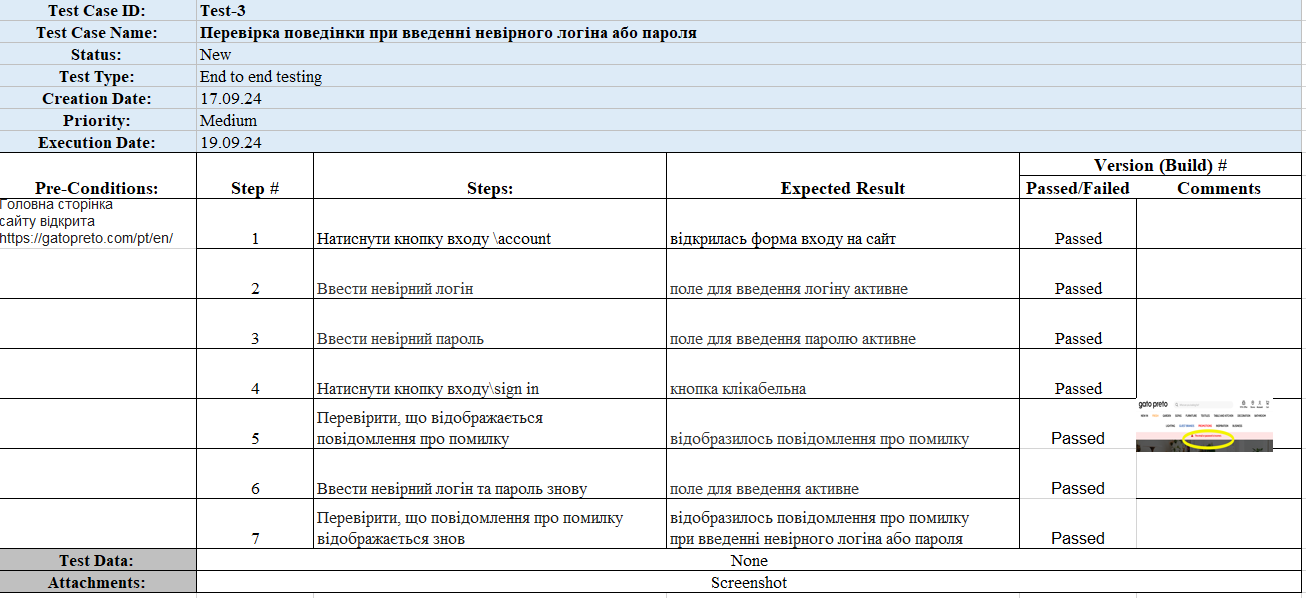 Test Case ID: Test-3
Test Case Name: Перевірка поведінки при введенні невірного логіна або пароля
Status: New
Test Type: End to end testing
Creation Date: 17.09.24
Priority: Medium
Execution Date: 19.09.24
Version (Build) #
Pre-Conditions: Step # Steps: Expected Result Passed/Failed Comments
Головна сторінка
сайту відкрита
https://gatopreto.com/pt/en/
1 Натиснути кнопку входу \account відкрилась форма входу на сайт Passed
2 Ввести невірний логін поле для введення логіну активне Passed
3 Ввести невірний пароль поле для введення паролю активне Passed
4 Натиснути кнопку входу\sign in кнопка клікабельна Passed
gato preto
Перевірити, що відображається
5 повідомлення про помилку відобразилось повідомлення про помилку Passed
6 Ввести невірний логін та пароль знову поле для введення активне Passed
Перевірити, що повідомлення про помилку відобразилось повідомлення про помилку
7 відображається знов при введенні невірного логіна або пароля Passed
Test Data: None
Attachments: Screenshot